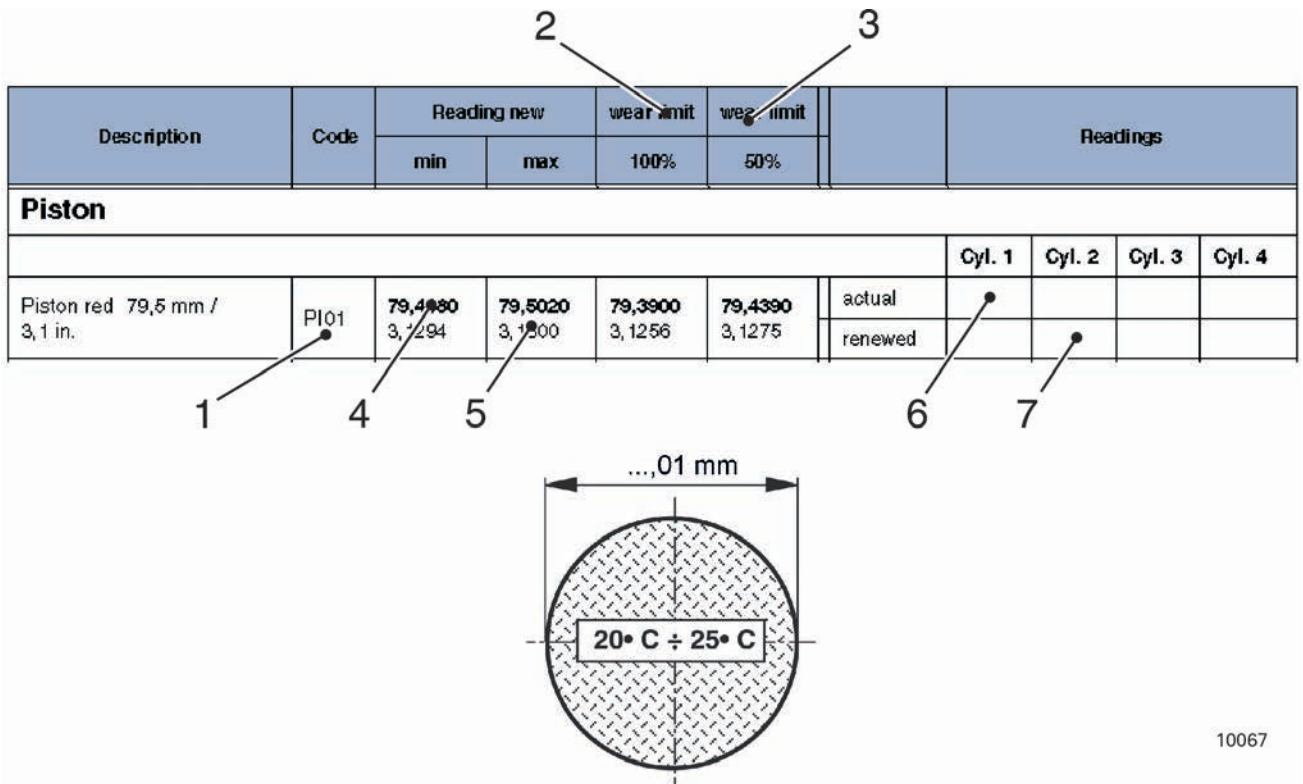 2 3
Description Code Reading new wear limit wear limit Readings
min max 100% 50%
Piston
Cyl. 1 Cyl. 2 Cyl. 3 Cyl. 4
Piston red 79,5 mm / PI01 79,5020 79,3900 79,4390 actual
3,1 in. 3,1294 3,1256 3,1275 renewed
1 4 5 6 7
...,01 mm
20• C ÷ 25• C
10067